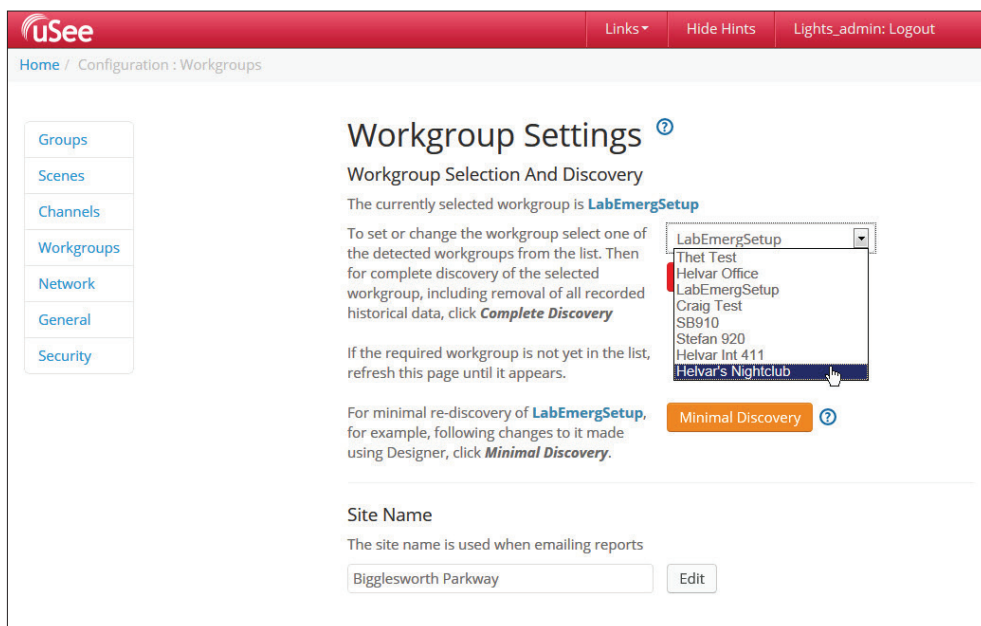 uSee
Links Hide Hints Lights_admin: Logout
Home / Configuration : Workgroups
Groups
Scenes
Channels
Workgroups
Network
General
Security
Workgroup Settings ?
Workgroup Selection And Discovery
The currently selected workgroup is LabEmergSetup
To set or change the workgroup select one of
the detected workgroups from the list. Then
for complete discovery of the selected
workgroup, including removal of all recorded
historical data, click Complete Discovery
If the required workgroup is not yet in the list,
refresh this page until it appears.
LabEmergSetup
Thet Test
Helvar Office
LabEmergSetup
Craig Test
SB910
Stefan 920
Helvar Int 411
Helvar's Nightclub
For minimal re-discovery of LabEmergSetup,
for example, following changes to it made
using Designer, click Minimal Discovery.
Minimal Discovery ?
Site Name
The site name is used when emailing reports
Bigglesworth Parkway
Edit